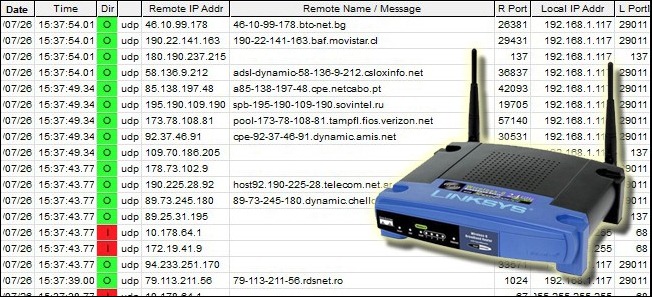 Date Time Dir Remote IP Addr Remote Name / Message R Port Local IP Addr L Port
/07/26 15:37:54.01 O udp 46.10.99.178 46-10-99-178.bto-net.bg 26381 192.168.1.117 29011
/07/26 15:37:54.01 O udp 190.22.141.163 190-22-141-163.baf.movistar.cl 29431 192.168.1.117 29011
/07/26 15:37:54.01 O udp 180.190.237.215 137 192.168.1.117 137
/07/26 15:37:54.01 O udp 58.136.9.212 adsl-dynamic-58-136-9-212.csloxinfo.net 36837 192.168.1.117 29011
/07/26 15:37:49.34 O udp 85.138.197.48 a85-138-197-48.cpe.netcabo.pt 42093 192.168.1.117 29011
/07/26 15:37:49.34 O udp 195.190.109.190 spb-195-190-109-190.sovintel.ru 19705 192.168.1.117 29011
/07/26 15:37:49.34 O udp 173.78.108.81 pool-173-78-108-81.tampfl.fios.verizon.net 57140 192.168.1.117 29011
/07/26 15:37:49.34 O udp 92.37.46.91 cpe-92-37-46-91.dynamic.amis.net 30531 192.168.1.117 29011
/07/26 15:37:49.34 O udp 109.70.186.205 137
/07/26 15:37:43.77 O udp 178.73.102.9
/07/26 15:37:43.77 O udp 190.225.28.92 host92.190-225-28.telecom.net.ar
/07/26 15:37:43.77 O udp 89.73.245.180 89-73-245-180.dynamic.chello
/07/26 15:37:43.77 O udp 89.25.31.195
/07/26 15:37:43.77 I udp 10.178.64.1 68
/07/26 15:37:43.77 I udp 172.19.41.9 68
/07/26 15:37:43.77 O udp 94.233.251.170 29011
/07/26 15:37:39.00 O udp 79.113.211.56 79-113-211-56.rdsnet.ro 1024 192.168.1.117 29011
LINKSYS